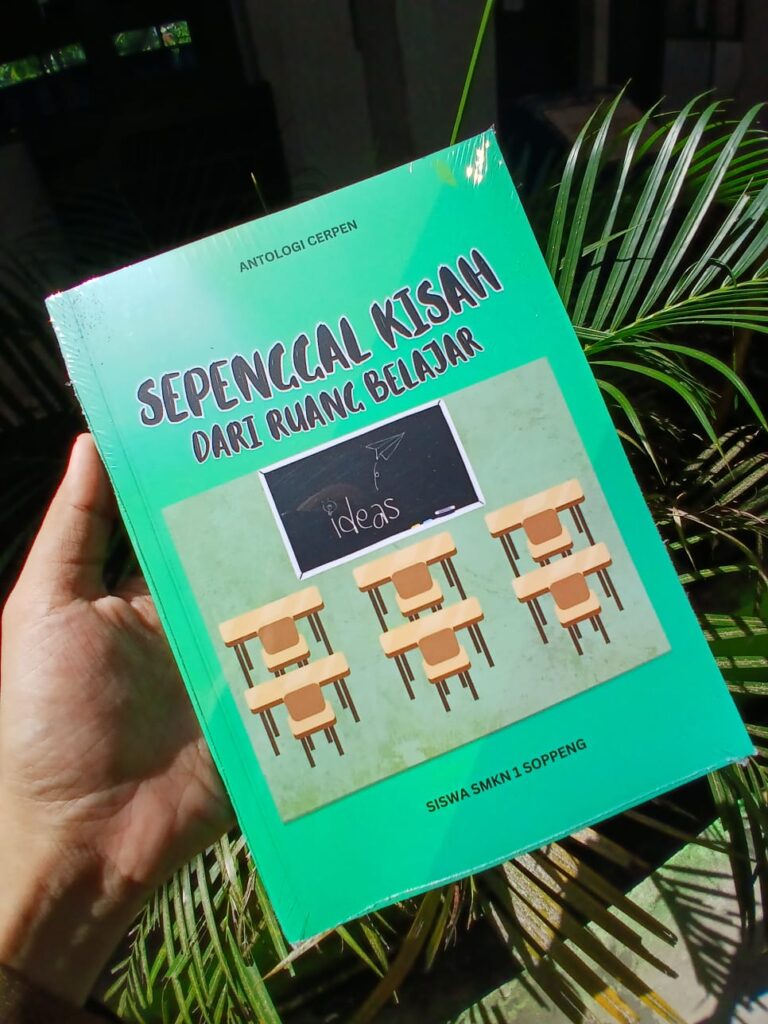 ANTOLOGI CERPEN
SEPENGGAL KISAH
DARI RUANG BELAJAR
ideas
SISWA SMKN 1 SOPPENG